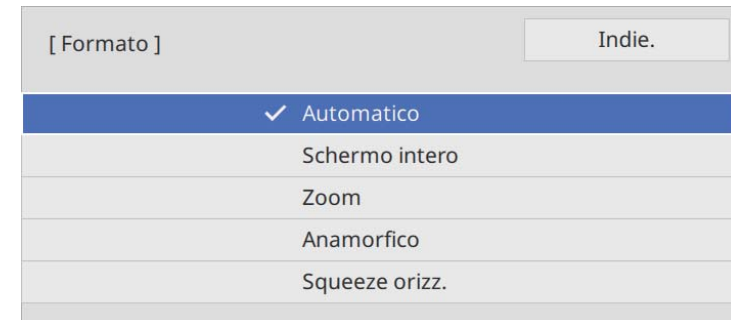 [ Formato ]
Indie.
Automatico
Schermo intero
Zoom
Anamorfico
Squeeze orizz.